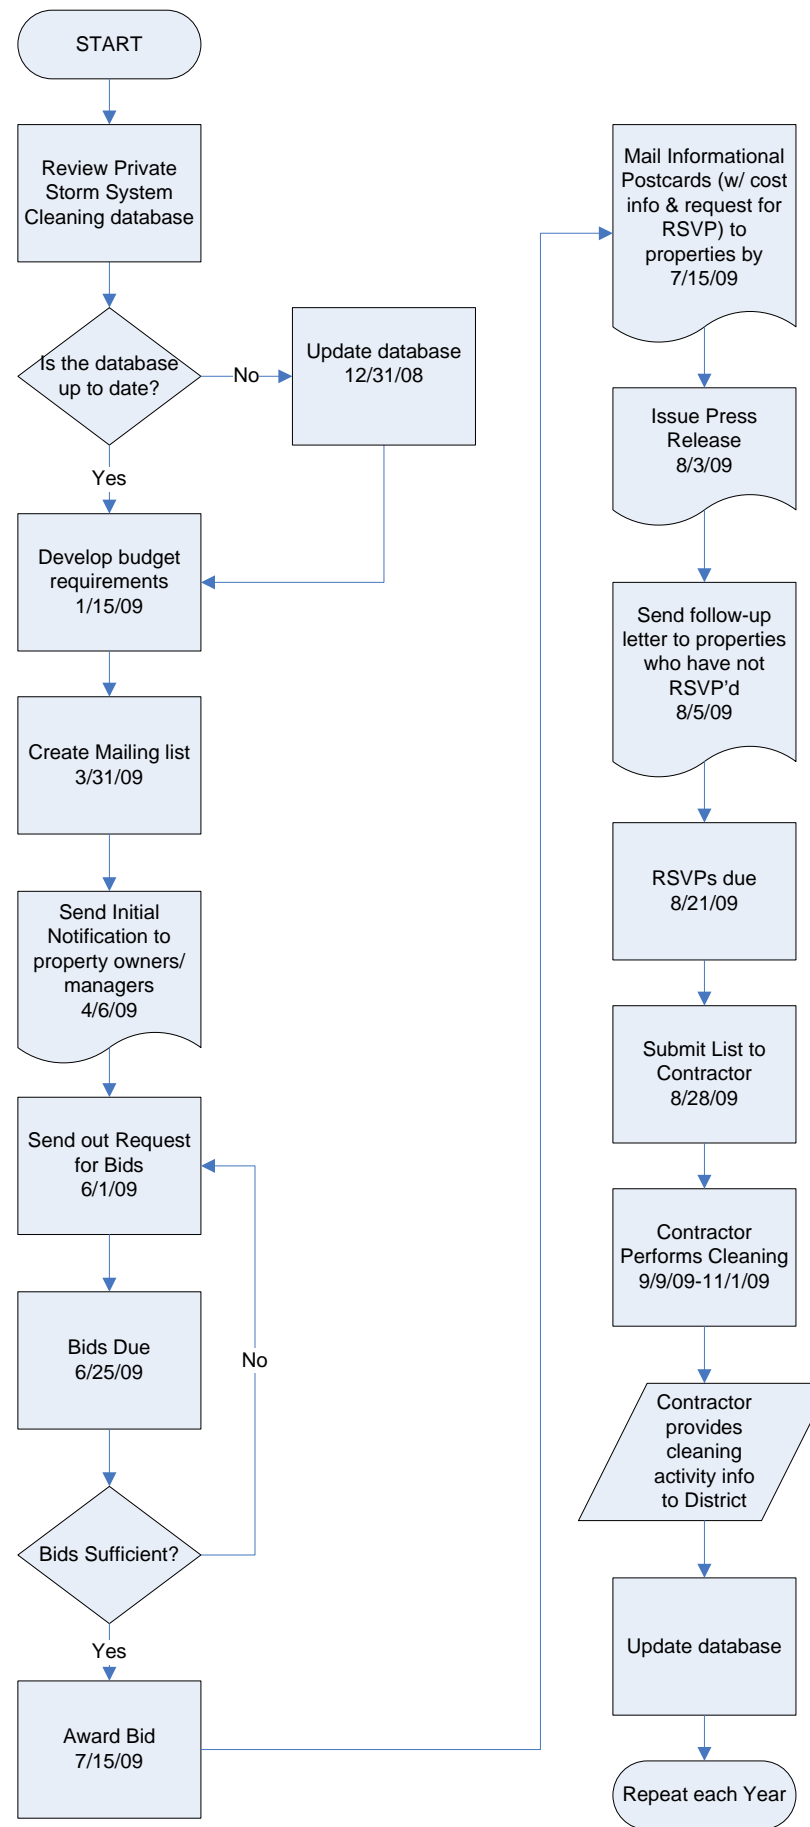 START
Review Private
Storm System
Cleaning database
Is the database
up to date?
No
Update database
12/31/08
Yes
Develop budget
requirements
1/15/09
Create Mailing list
3/31/09
Send Initial
Notification to
property owners/
managers
4/6/09
Send out Request
for Bids
6/1/09
Bids Due
6/25/09
No
Bids Sufficient?
Yes
Award Bid
7/15/09
Mail Informational
Postcards (w/ cost
info & request for
RSVP) to
properties by
7/15/09
Issue Press
Release
8/3/09
Send follow-up
letter to properties
who have not
RSVP’d
8/5/09
RSVPs due
8/21/09
Submit List to
Contractor
8/28/09
Contractor
Performs Cleaning
9/9/09-11/1/09
Contractor
provides
cleaning
activity info
to District
Update database
Repeat each Year